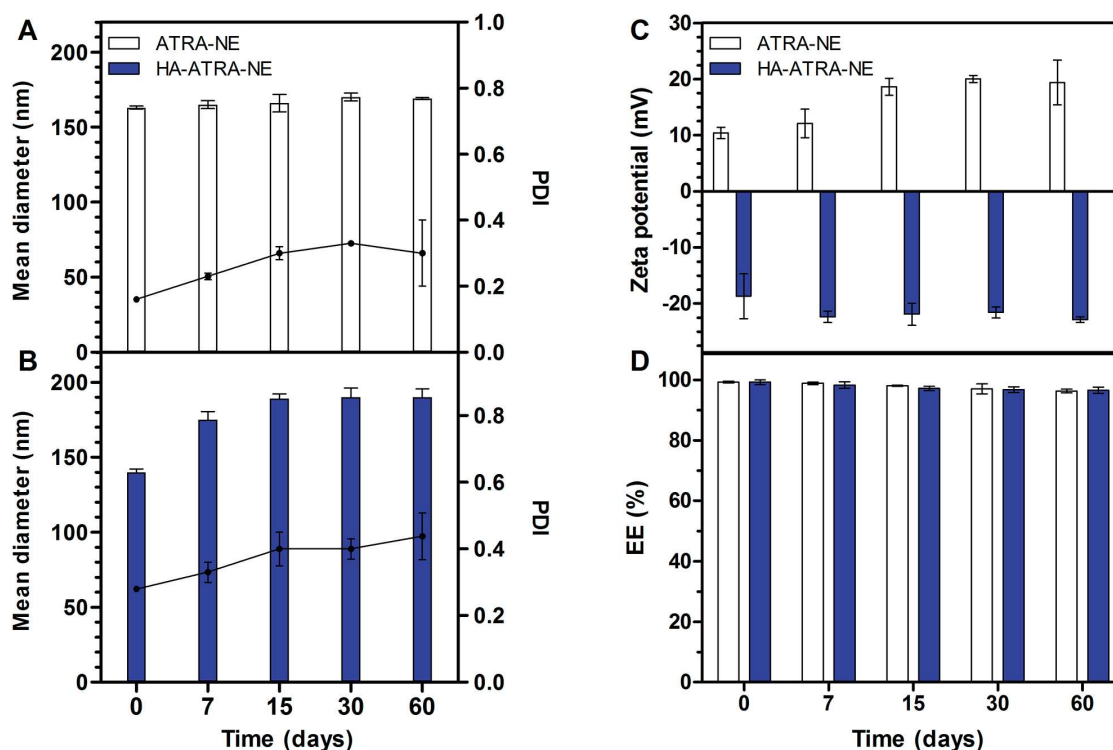 A
ATRA-NE
HA-ATRA-NE
Mean diameter (nm)
200
150
100
50
0
PDI
1.0
0.8
0.6
0.4
0.2
0.0
B
Mean diameter (nm)
200
150
100
50
0
PDI
0.8
0.6
0.4
0.2
0.0
0 7 15 30 60
Time (days)
C
ATRA-NE
HA-ATRA-NE
Zeta potential (mV)
30
20
10
0
-10
-20
D
EE (%)
100
80
60
40
20
0
0 7 15 30 60
Time (days)